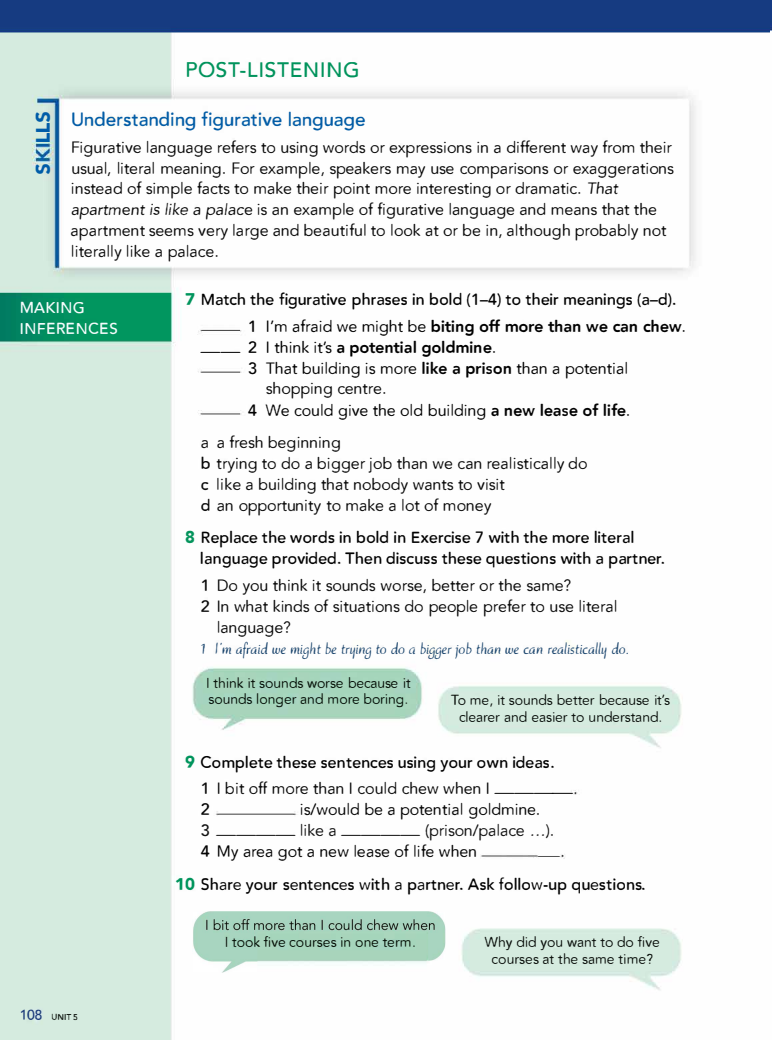 POST-LISTENING
SKILLS
Understanding figurative language
Figurative language refers to using words or expressions in a different way from their
usual, literal meaning. For example, speakers may use comparisons or exaggerations
instead of simple facts to make their point more interesting or dramatic. That
apartment is like a palace is an example of figurative language and means that the
apartment seems very large and beautiful to look at or be in, although probably not
literally like a palace.
MAKING
INFERENCES
7 Match the figurative phrases in bold (1–4) to their meanings (a–d).
_____ 1 I'm afraid we might be biting off more than we can chew.
_____ 2 I think it's a potential goldmine.
_____ 3 That building is more like a prison than a potential
shopping centre.
_____ 4 We could give the old building a new lease of life.
a a fresh beginning
b trying to do a bigger job than we can realistically do
c like a building that nobody wants to visit
d an opportunity to make a lot of money
8 Replace the words in bold in Exercise 7 with the more literal
language provided. Then discuss these questions with a partner.
1 Do you think it sounds worse, better or the same?
2 In what kinds of situations do people prefer to use literal
language?
1 I'm afraid we might be trying to do a bigger job than we can realistically do.
I think it sounds worse because it
sounds longer and more boring.
To me, it sounds better because it's
clearer and easier to understand.
9 Complete these sentences using your own ideas.
1 I bit off more than I could chew when I __________.
2 __________ is/would be a potential goldmine.
3 __________ like a __________ (prison/palace ...).
4 My area got a new lease of life when __________.
10 Share your sentences with a partner. Ask follow-up questions.
I bit off more than I could chew when
I took five courses in one term.
Why did you want to do five
courses at the same time?
108 UNIT 5